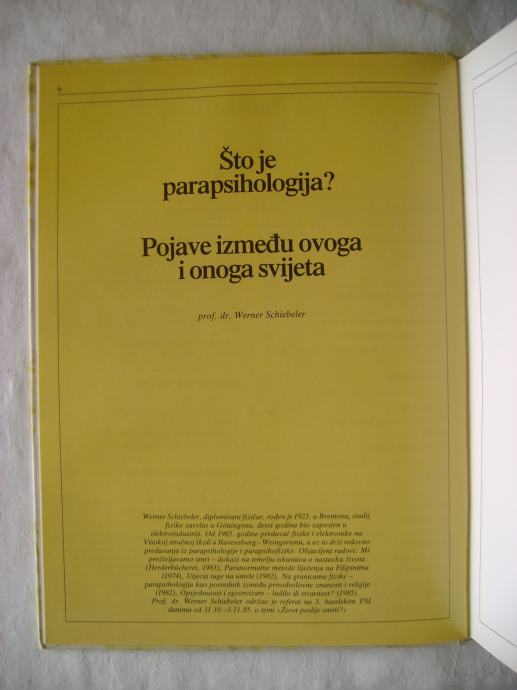 6
Što je
parapsihologija?
Pojave između ovoga
i onoga svijeta
prof. dr. Werner Schiebeler
Werner Schiebeler, diplomirani fizičar, rođen je 1923. u Bremenu, studij
fizike završio u Göttingenu, deset godina bio zaposlen u
elektroindustriji. Od 1965. godine predavač fizike i elektronike na
Visokoj stručnoj školi u Ravensburg–Weingartenu, a uz to drži redovno
predavanja iz parapsihologije i parapsihofizike. Objavljeni radovi: Mi
preživljavamo smrt – dokazi na temelju iskustava o nastavku života
(Herderbücherei, 1983), Paranormalne metode liječenja na Filipinima
(1974), Utjecaj tuge na umrle (1982). Na granicama fizike –
parapsihologija kao posrednik između prirodoslovne znanosti i religije
(1982), Opsjednutost i egzorcizam – ludilo ili stvarnost? (1985).
Prof. dr. Werner Schiebeler održao je referat na 3. baselskim PSI
danima od 31.10.–3.11.85. o temi «Život poslije smrti?».